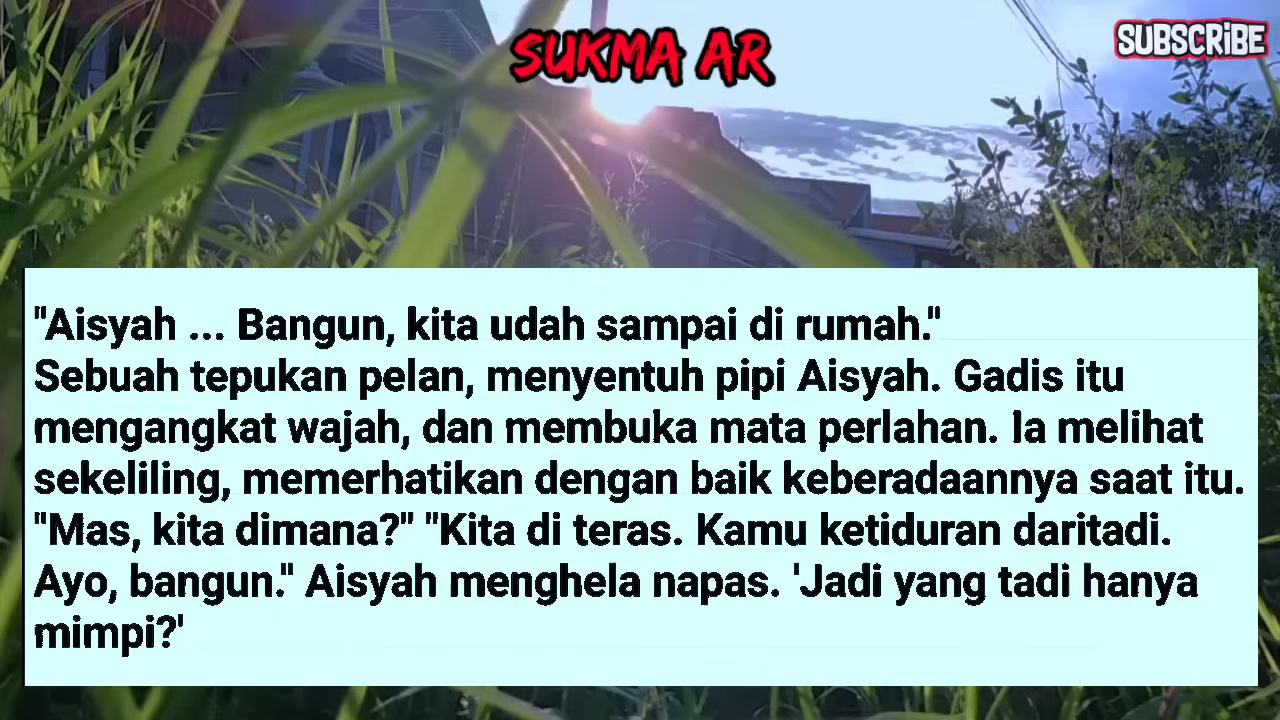 SUKMA AR
SUBSCRiBE
"Aisyah ... Bangun, kita udah sampai di rumah."
Sebuah tepukan pelan, menyentuh pipi Aisyah. Gadis itu
mengangkat wajah, dan membuka mata perlahan. Ia melihat
sekeliling, memerhatikan dengan baik keberadaannya saat itu.
"Mas, kita dimana?" "Kita di teras. Kamu ketiduran daritadi.
Ayo, bangun." Aisyah menghela napas. 'Jadi yang tadi hanya
mimpi?'